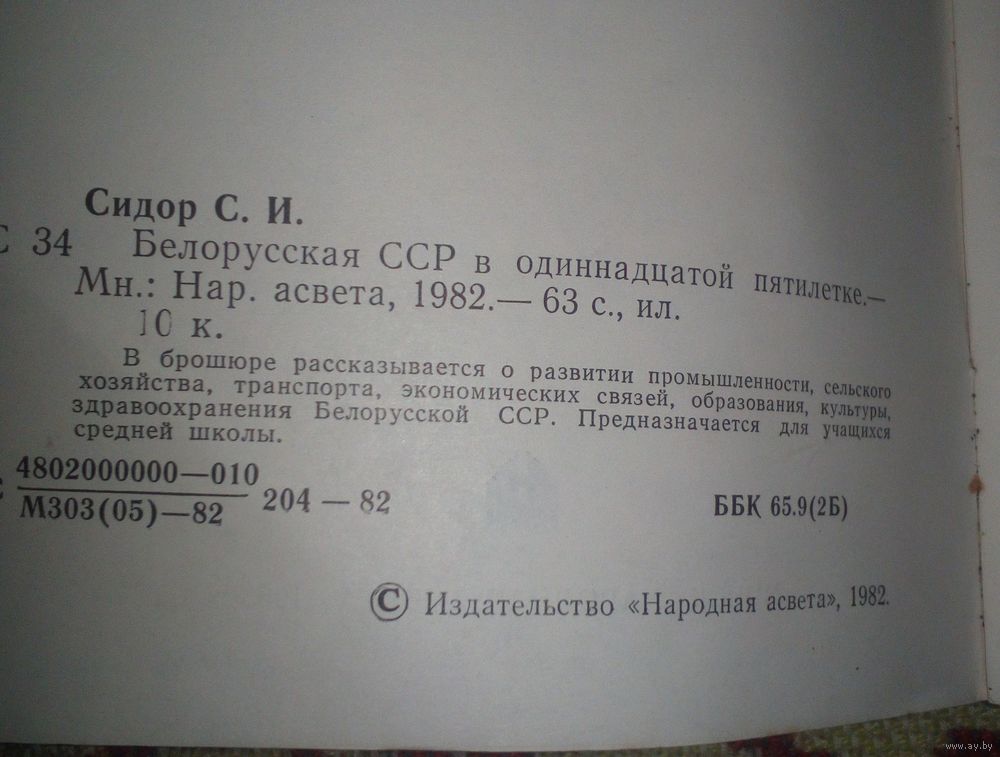 Сидор С. И.
С 34 Белорусская ССР в одиннадцатой пятилетке.—
Мн.: Нар. асвета, 1982.— 63 с., ил.
10 к.
В брошюре рассказывается о развитии промышленности, сельского
хозяйства, транспорта, экономических связей, образования, культуры,
здравоохранения Белорусской ССР. Предназначается для учащихся
средней школы.
С 4802000000—010
М303(05)—82 204 — 82
ББК 65.9(2Б)
© Издательство «Народная асвета», 1982.
www.ay.by